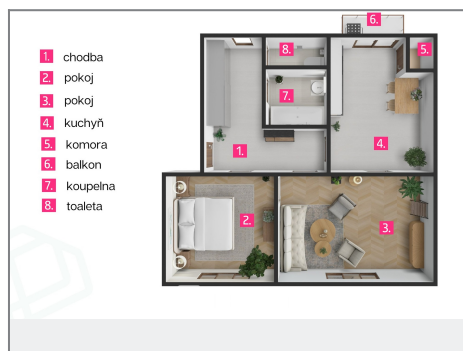 1. chodba
2. pokoj
3. pokoj
4. kuchyň
5. komora
6. balkon
7. koupelna
8. toaleta
6.
8.
5.
7.
1.
4.
2.
3.